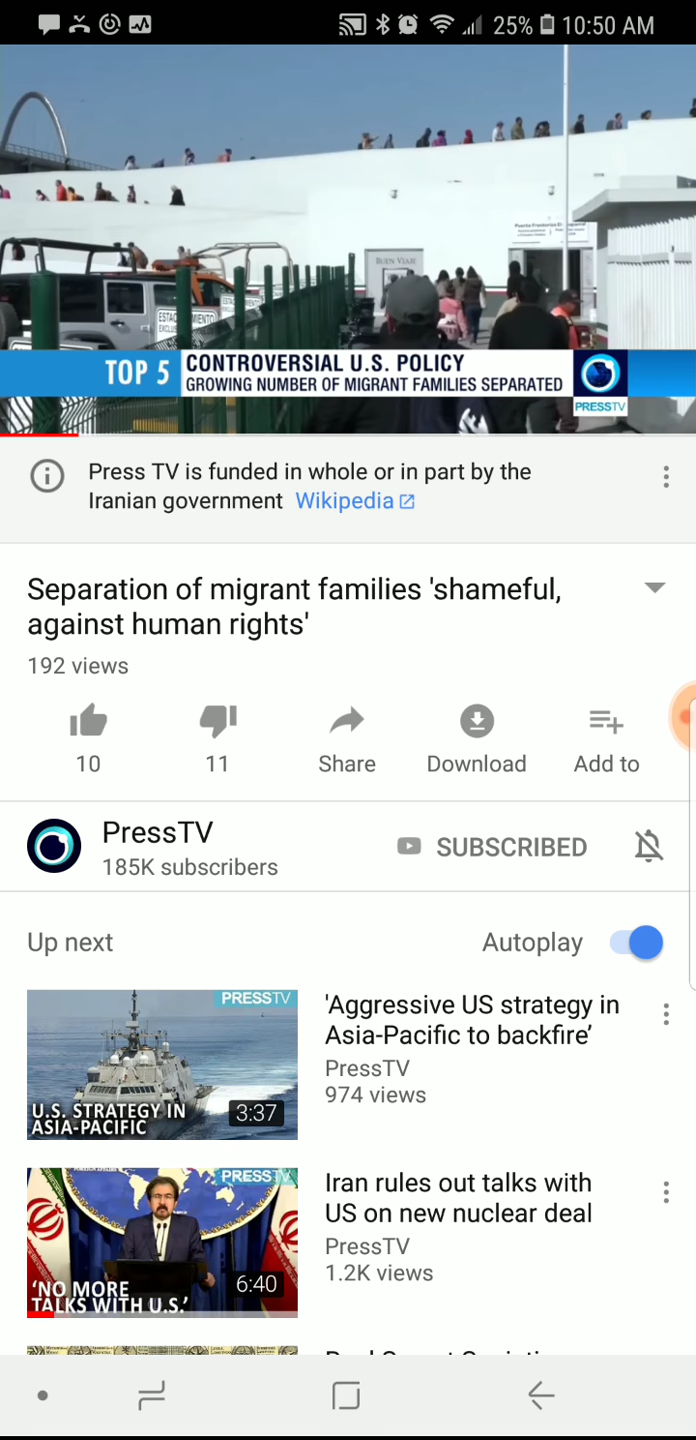 25% 10:50 AM
BUEN VIAJE
TOP 5
CONTROVERSIAL U.S. POLICY
GROWING NUMBER OF MIGRANT FAMILIES SEPARATED
PRESSTV
Press TV is funded in whole or in part by the
Iranian government Wikipedia
Separation of migrant families 'shameful,
against human rights'
192 views
10
11
Share
Download
Add to
PressTV
185K subscribers
SUBSCRIBED
Up next
Autoplay
PRESSTV
U.S. STRATEGY IN
ASIA-PACIFIC
3:37
'Aggressive US strategy in
Asia-Pacific to backfire’
PressTV
974 views
PRESSTV
'NO MORE
TALKS WITH U.S.'
6:40
Iran rules out talks with
US on new nuclear deal
PressTV
1.2K views